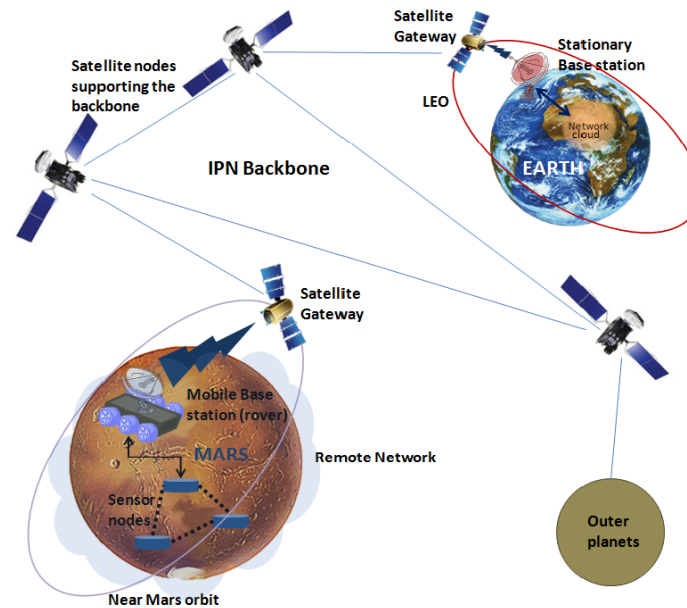 Satellite
Gateway
Stationary
Base station
Satellite nodes
supporting the
backbone
LEO
Network
cloud
IPN Backbone
EARTH
Satellite
Gateway
Mobile Base
station (rover)
MARS
Remote Network
Sensor
nodes
Outer
planets
Near Mars orbit